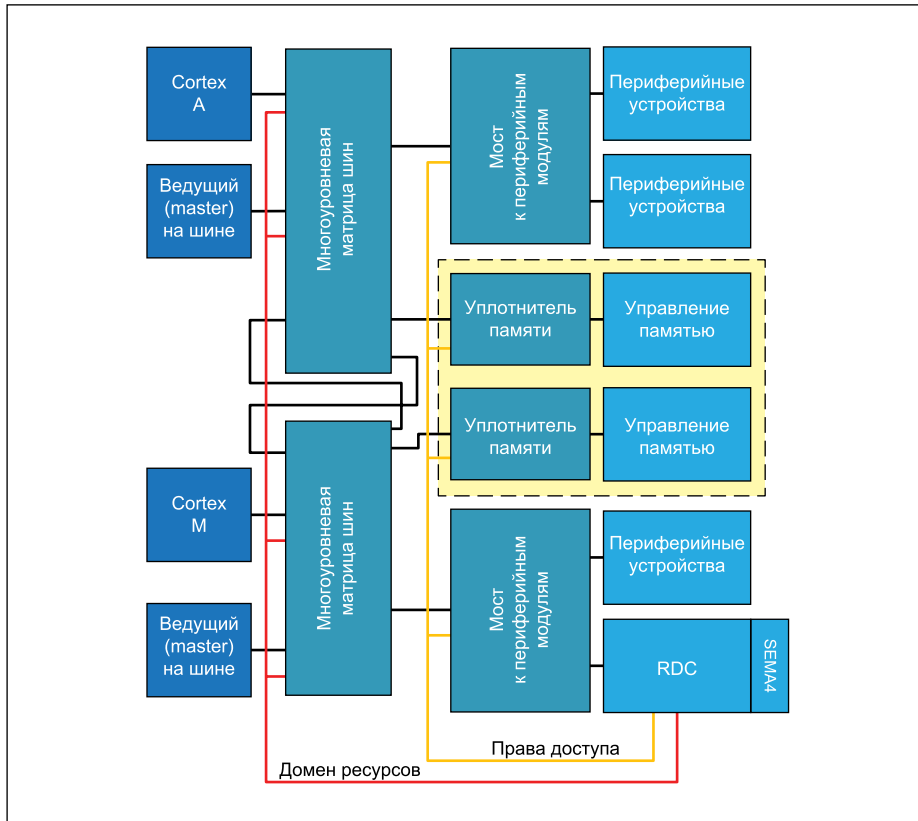 Cortex
A
Ведущий
(master)
на шине
Многоуровневая
матрица шин
Мост
к периферийным
модулям
Периферийные
устройства
Периферийные
устройства
Уплотнитель
памяти
Управление
памятью
Уплотнитель
памяти
Управление
памятью
Cortex
M
Ведущий
(master)
на шине
Многоуровневая
матрица шин
Мост
к периферийным
модулям
Периферийные
устройства
RDC
SEMA4
Права доступа
Домен ресурсов